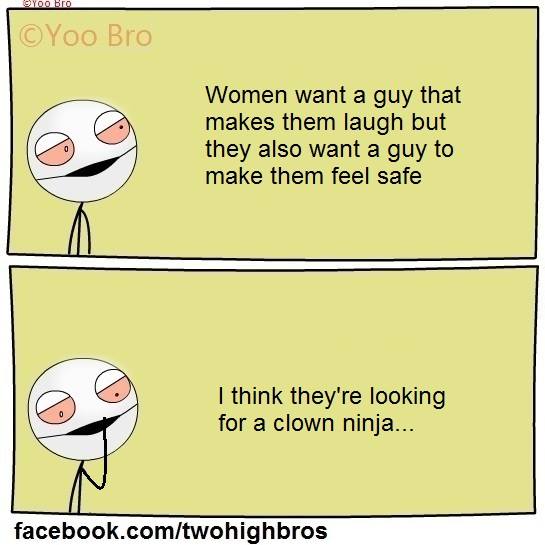 ©Yoo Bro
©Yoo Bro
Women want a guy that
makes them laugh but
they also want a guy to
make them feel safe
I think they're looking
for a clown ninja...
facebook.com/twohighbros